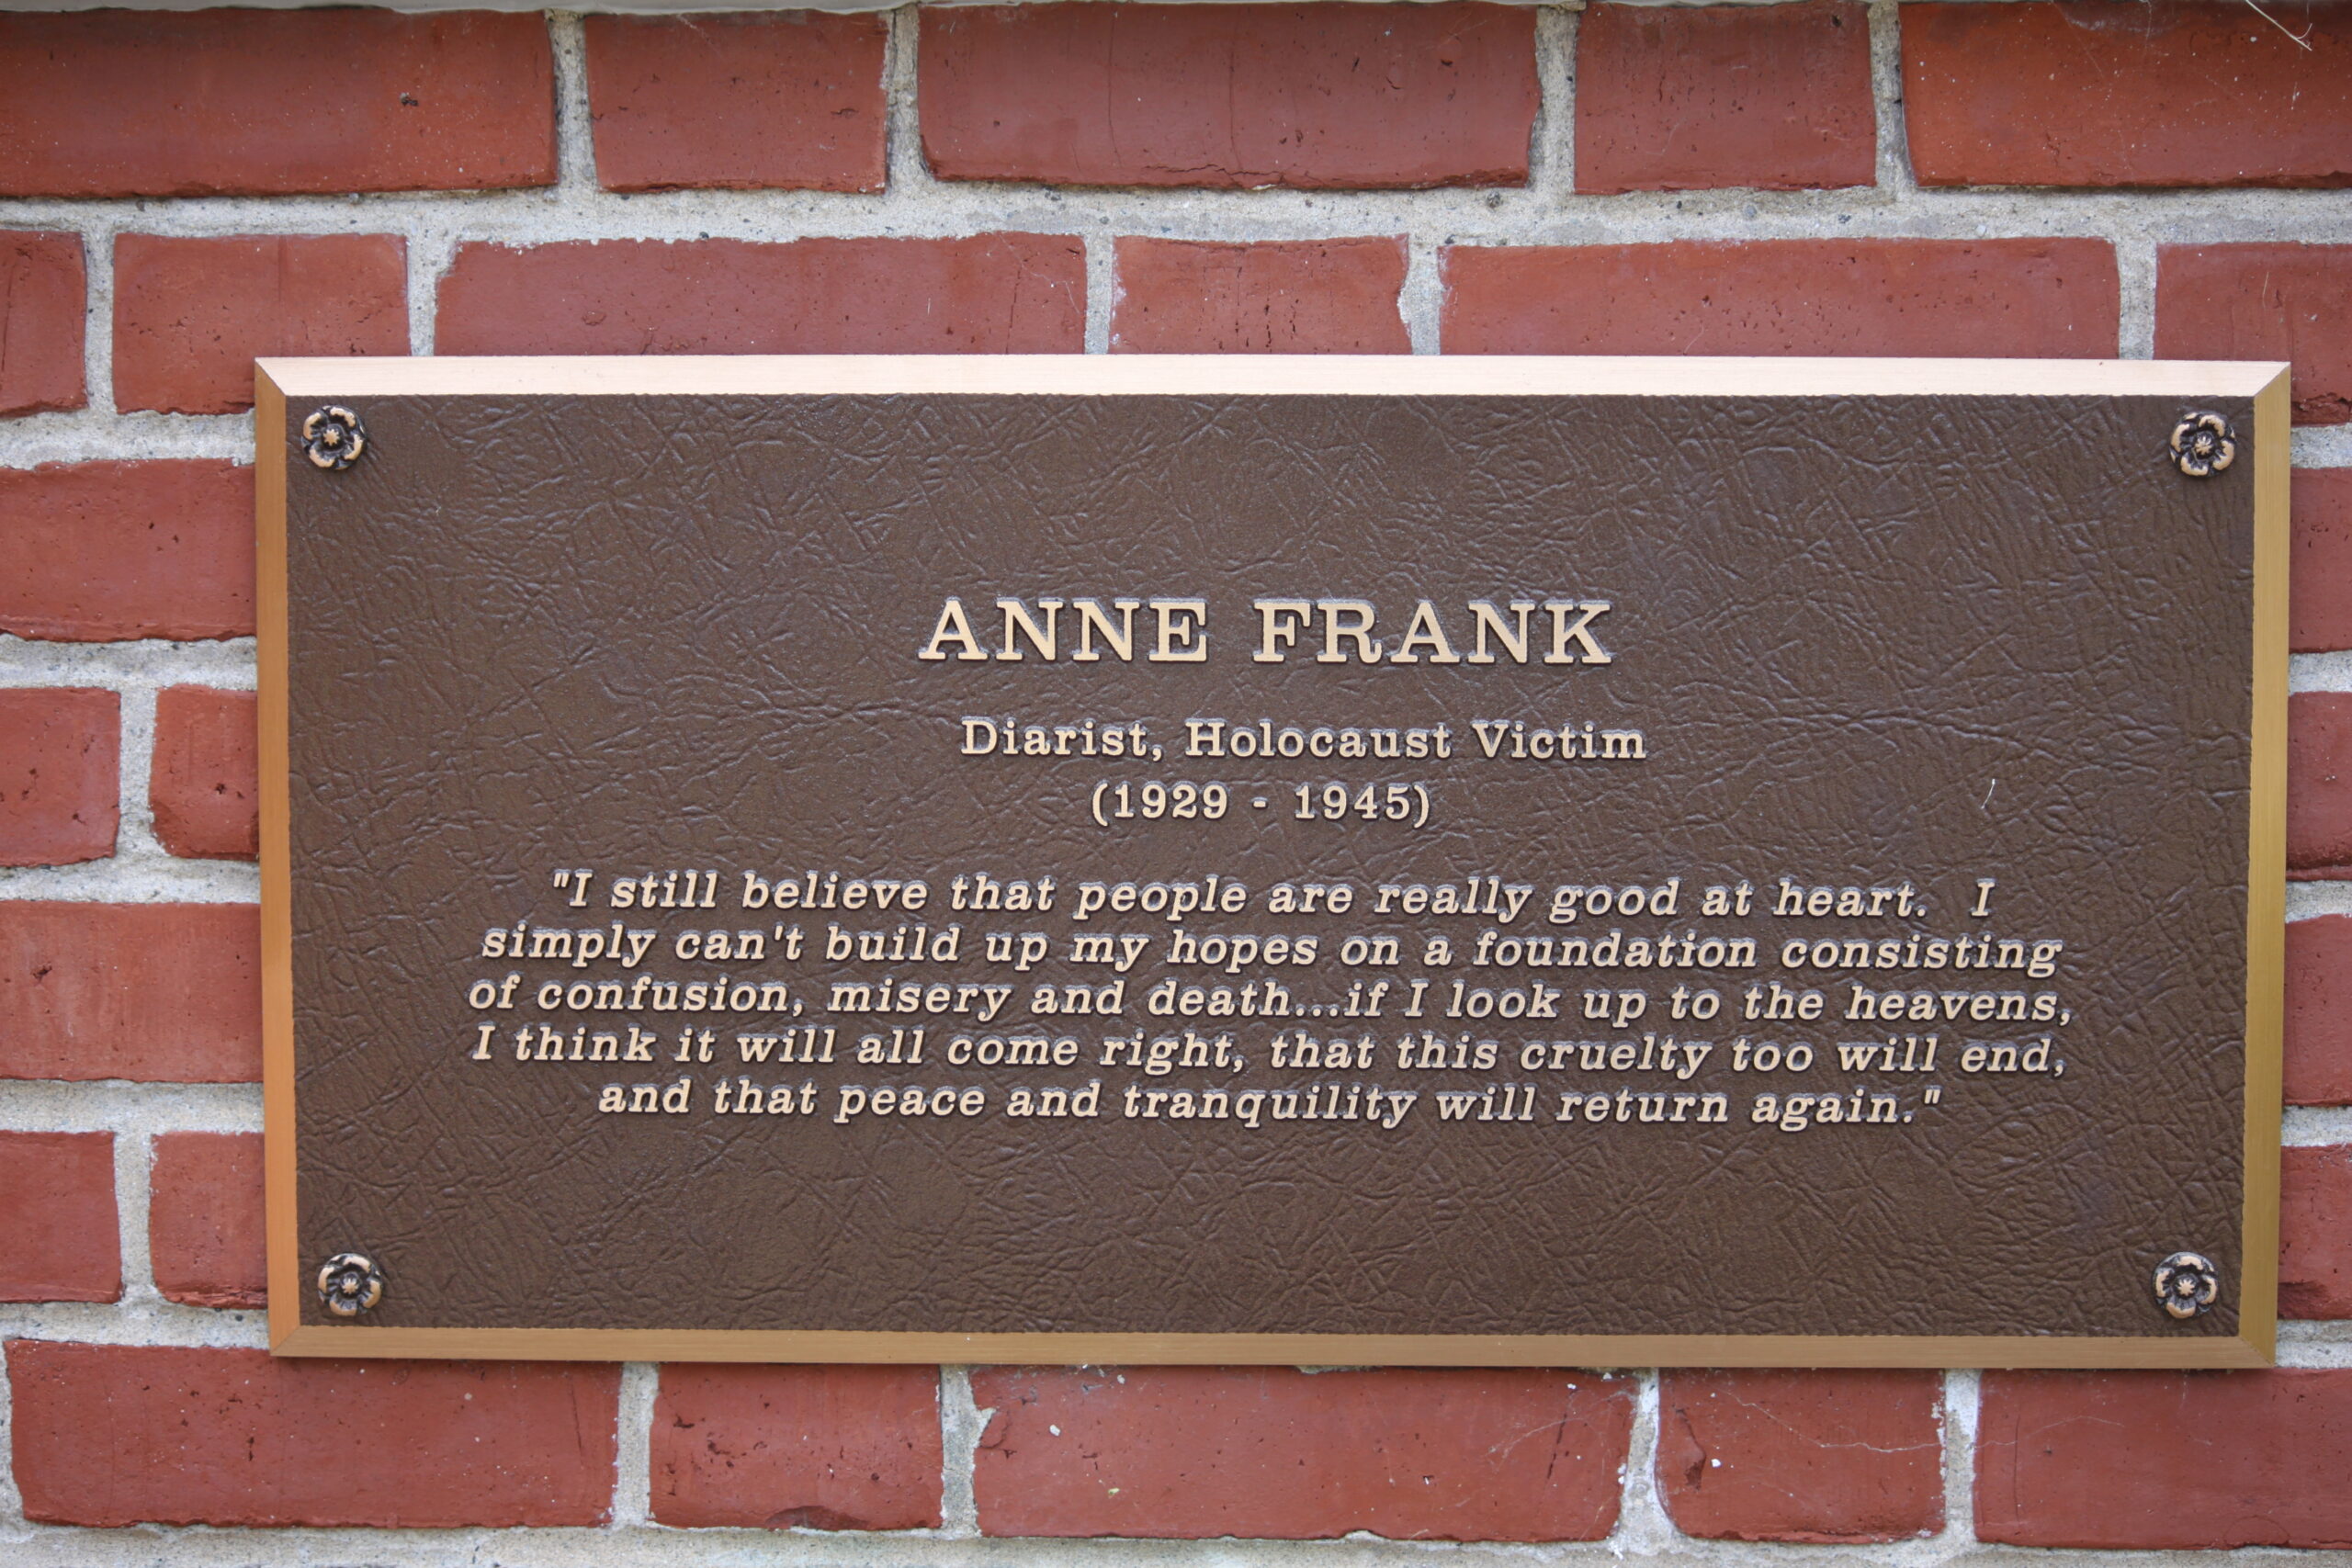 ANNE FRANK
Diarist, Holocaust Victim
(1929 - 1945)
"I still believe that people are really good at heart.  I
simply can't build up my hopes on a foundation consisting
of confusion, misery and death...if I look up to the heavens,
I think it will all come right, that this cruelty too will end,
and that peace and tranquility will return again."